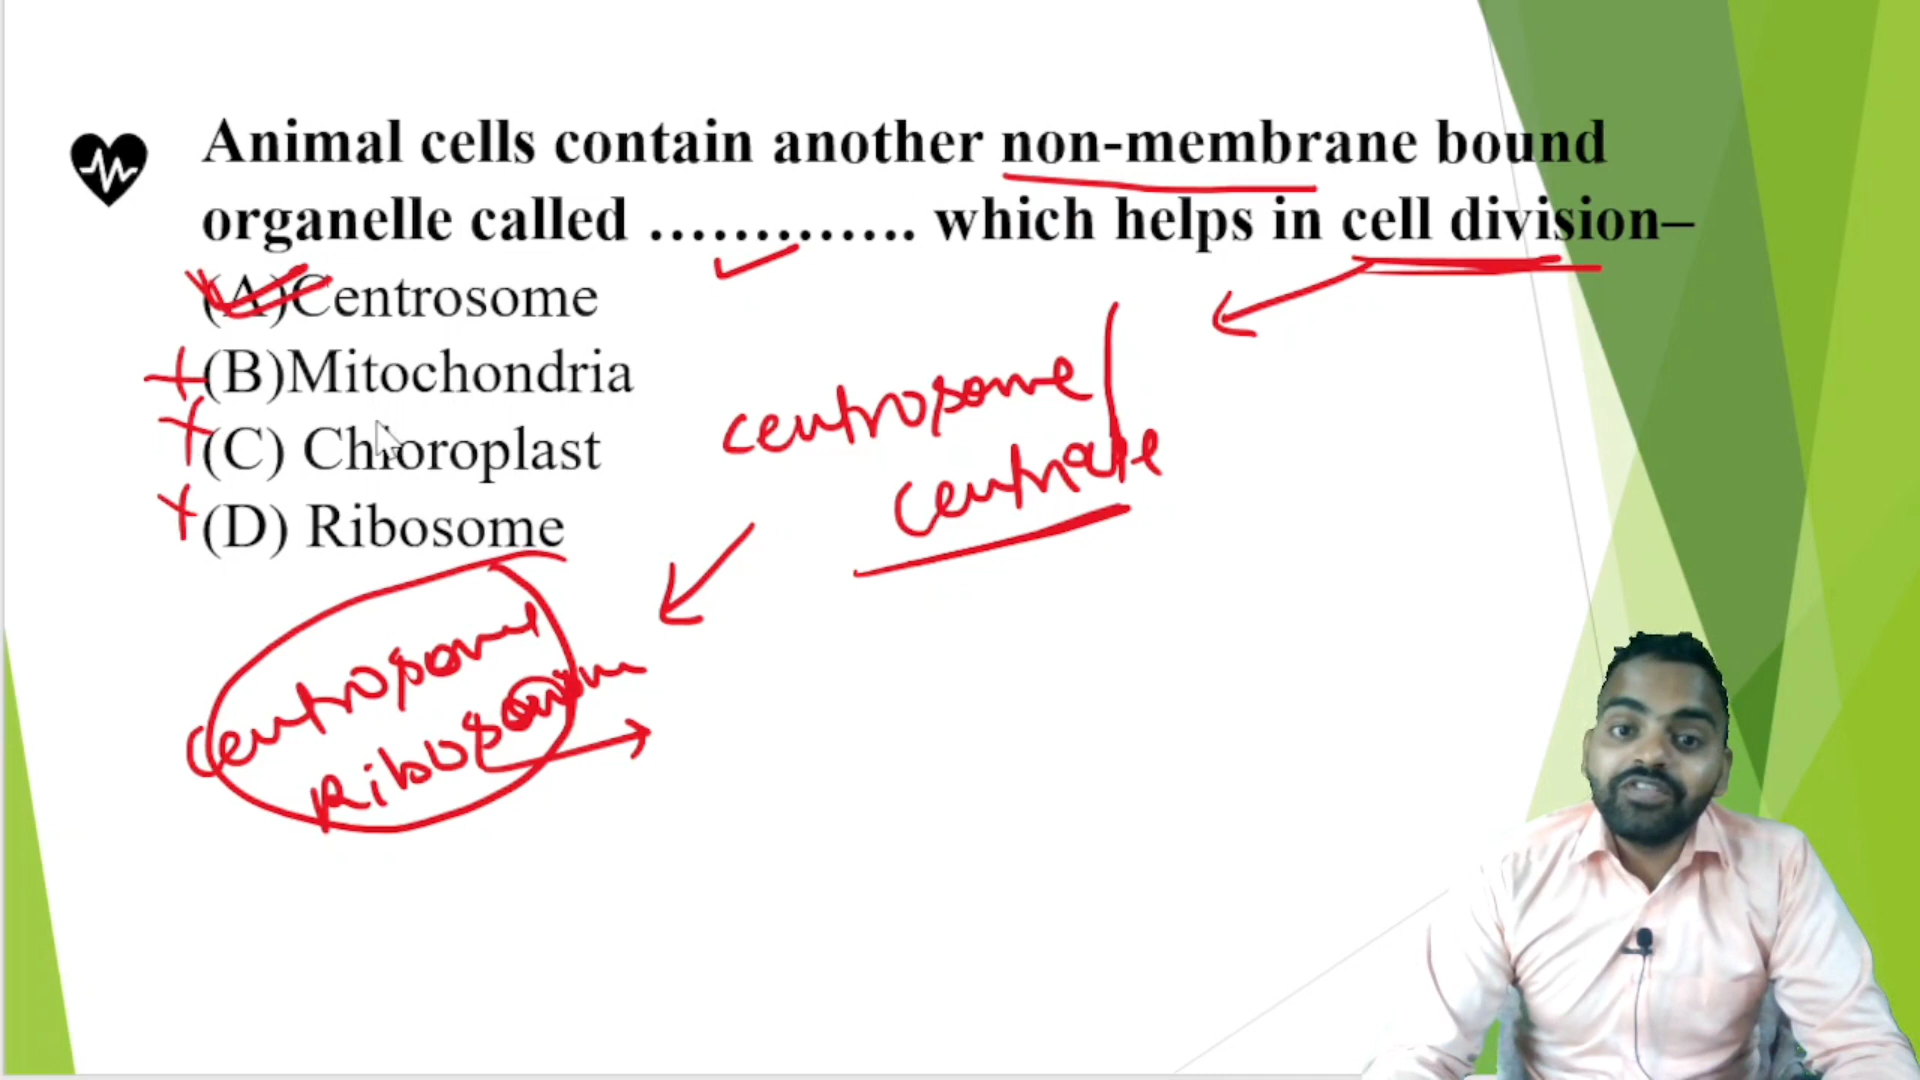 Animal cells contain another non-membrane bound
organelle called …………. which helps in cell division–
(A)Centrosome
(B)Mitochondria
(C) Chloroplast
(D) Ribosome
centrosome/
centriole
centrosome
Ribosome